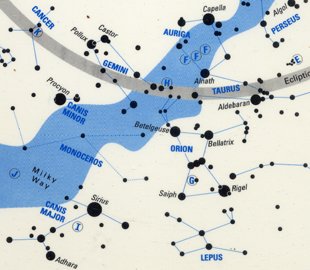 Capella
Algol
CANCER
K
Castor
Pollux
AURIGA
PERSEUS
F F F
E
GEMINI
Alnath
H
Ecliptic
TAURUS
Procyon
Aldebaran
CANIS
MINOR
Betelgeuse
Bellatrix
MONOCEROS
ORION
J
Milky
Way
G
Rigel
Saiph
Sirius
CANIS
MAJOR
I
Adhara
LEPUS